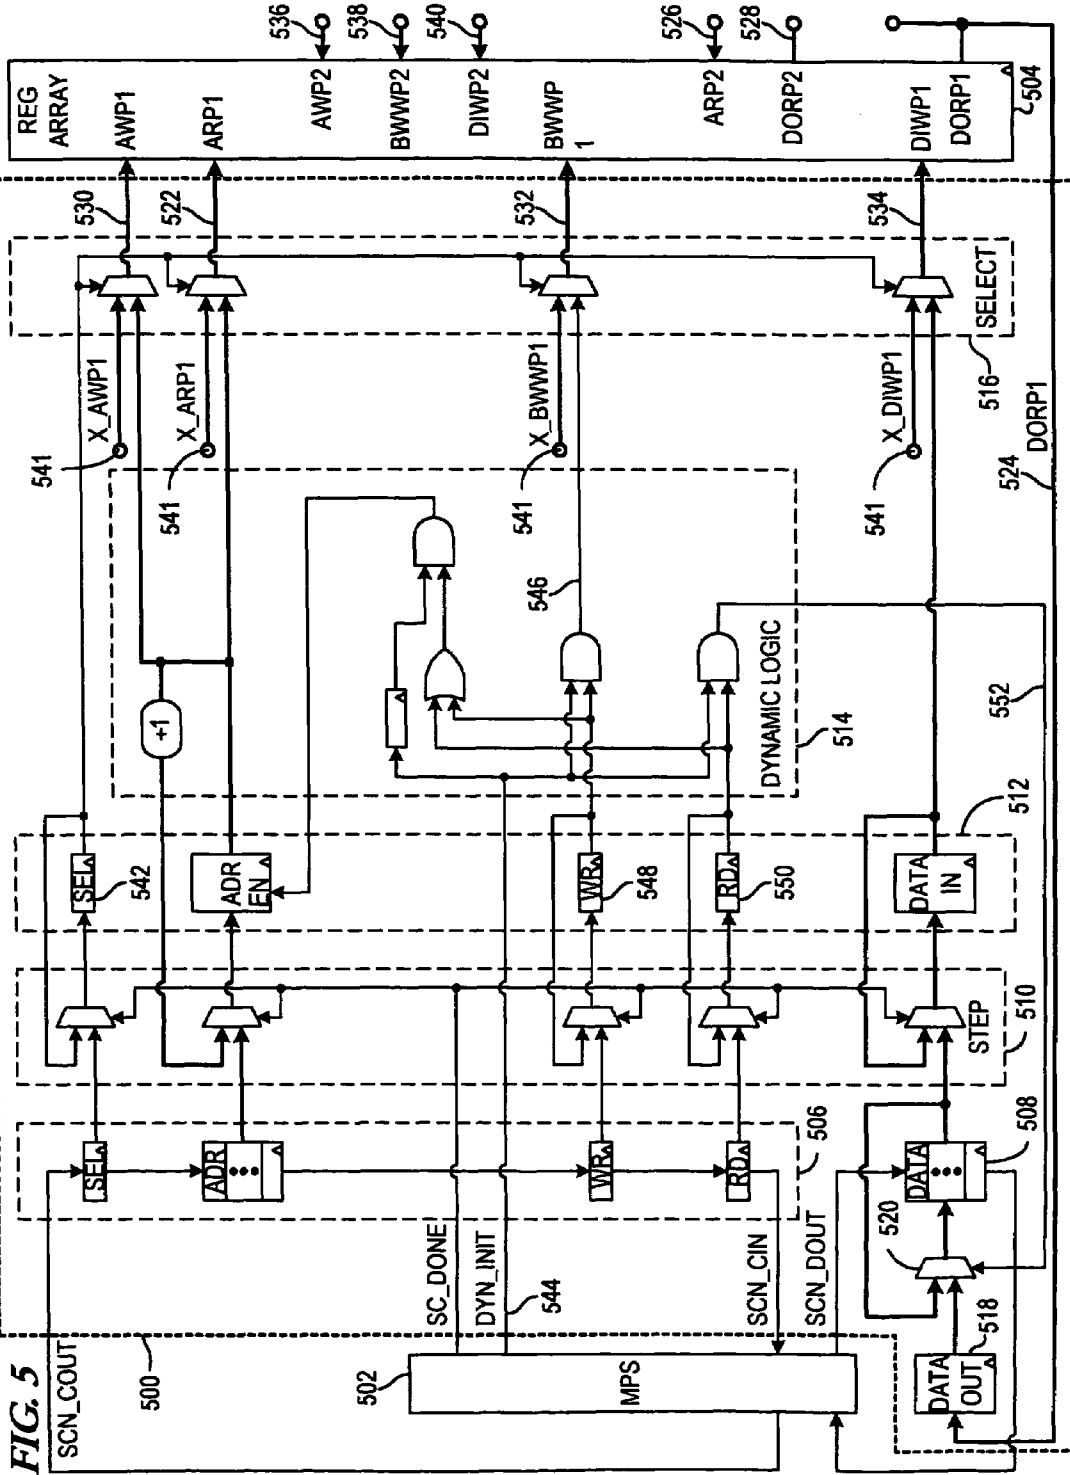 FIG. 5
SCN_COUT
500
502
MPS
SC_DONE
DYN_INIT
544
SCN_CIN
SCN_DOUT
DATA
OUT
518
520
SEL
ADR
WR
RD
506
DATA
508
STEP
510
SEL
542
ADR
EN
WR
548
RD
550
DATA
IN
512
+1
DYNAMIC LOGIC
514
546
552
541
X_AWP1
541
X_ARP1
541
X_BWWP1
541
X_DIWP1
516
SELECT
524
DORP1
530
522
532
534
REG
ARRAY
AWP1
ARP1
AWP2
BWWP2
DIWP2
BWWP
1
ARP2
DORP2
DIWP1
DORP1
504
536
538
540
526
528